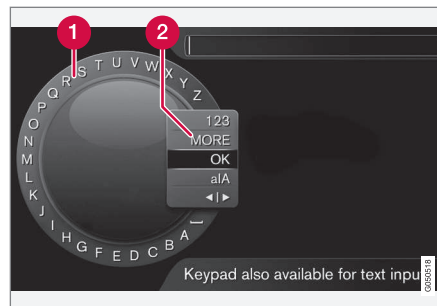 1
2
A B C D E F G H I J K L M N O P Q R S T U V W X Y Z
123
MORE
OK
a|A
◄|►
Keypad also available for text inpu
G050518